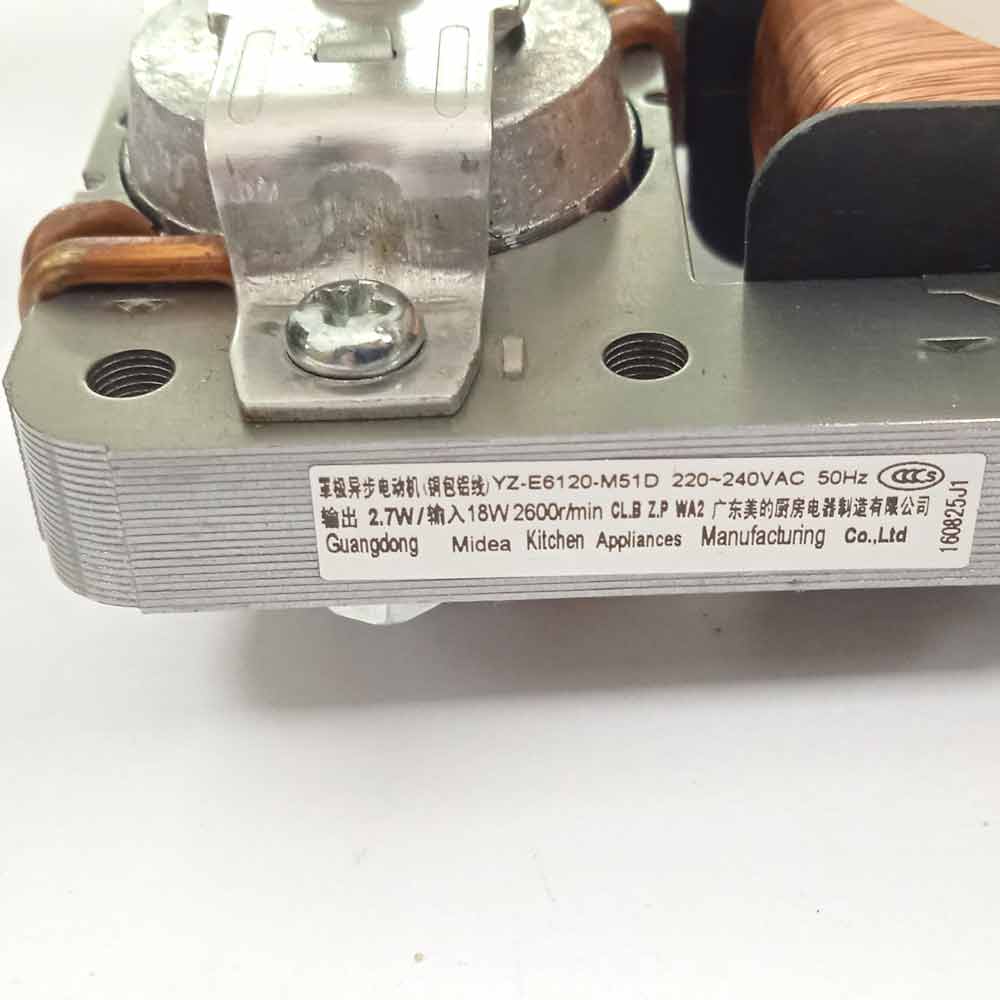 罩极异步电动机(铜包铝线)YZ-E6120-M51D 220~240VAC 50Hz CCCS
输出 2.7W/输入18W 2600r/min CL.B Z.P WA2 广东美的厨房电器制造有限公司
Guangdong Midea Kitchen Appliances Manufacturing Co.,Ltd
160825J1